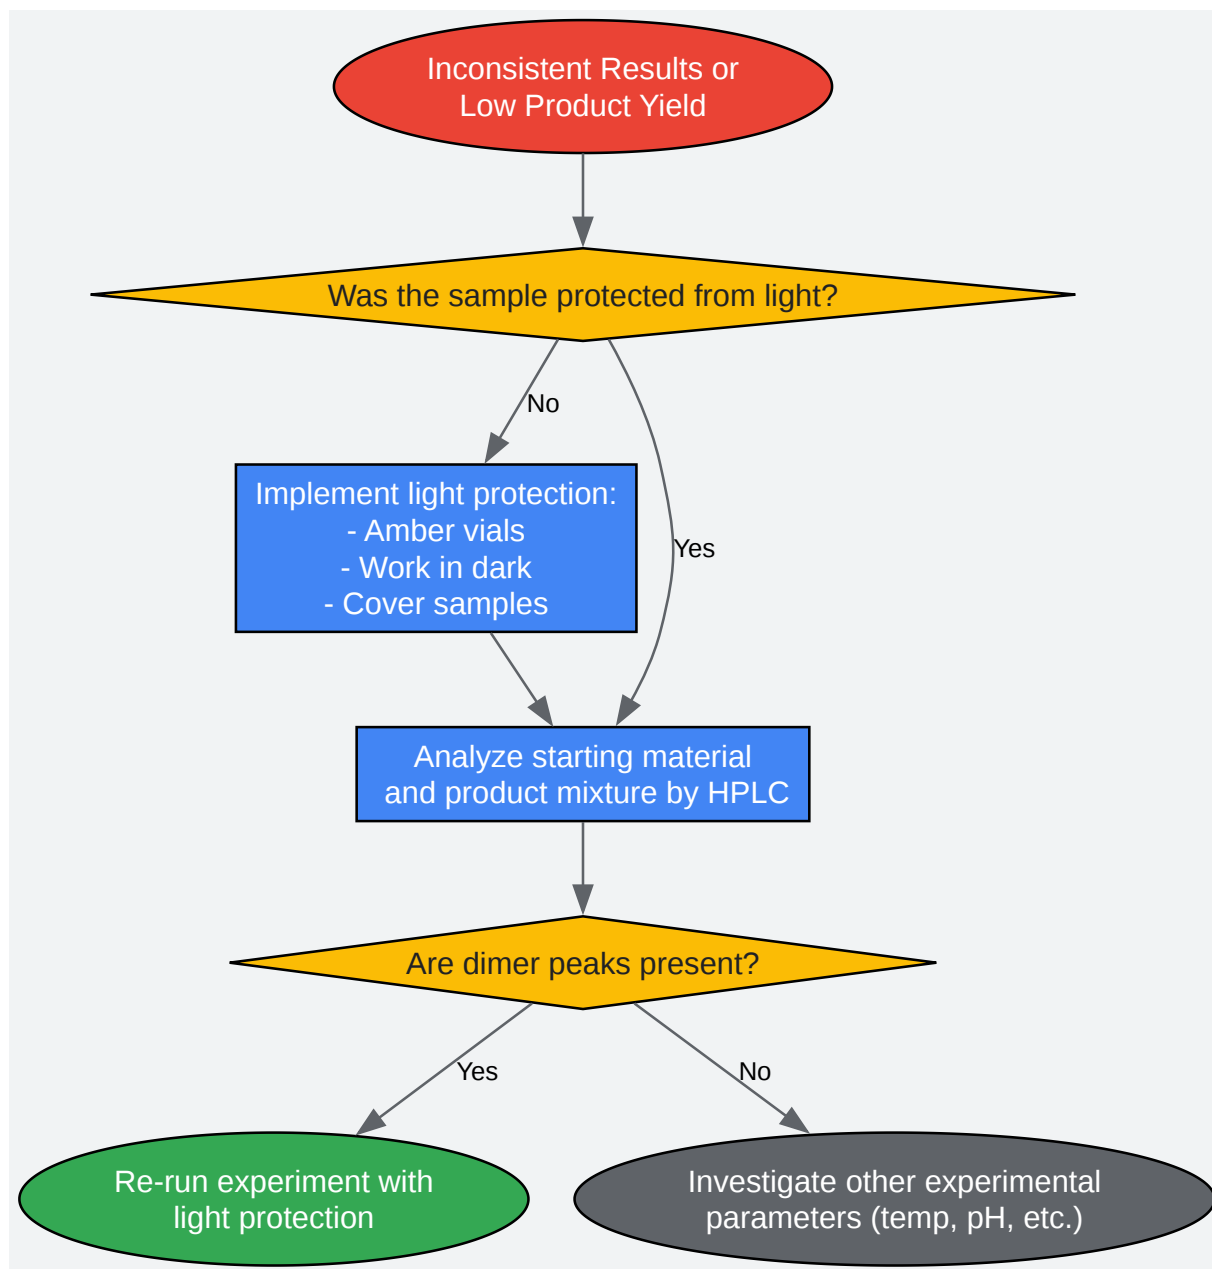 Inconsistent Results or
Low Product Yield
Was the sample protected from light?
No
Implement light protection:
- Amber vials
- Work in dark
- Cover samples
Yes
Analyze starting material
and product mixture by HPLC
Are dimer peaks present?
Yes
No
Re-run experiment with
light protection
Investigate other experimental
parameters (temp, pH, etc.)